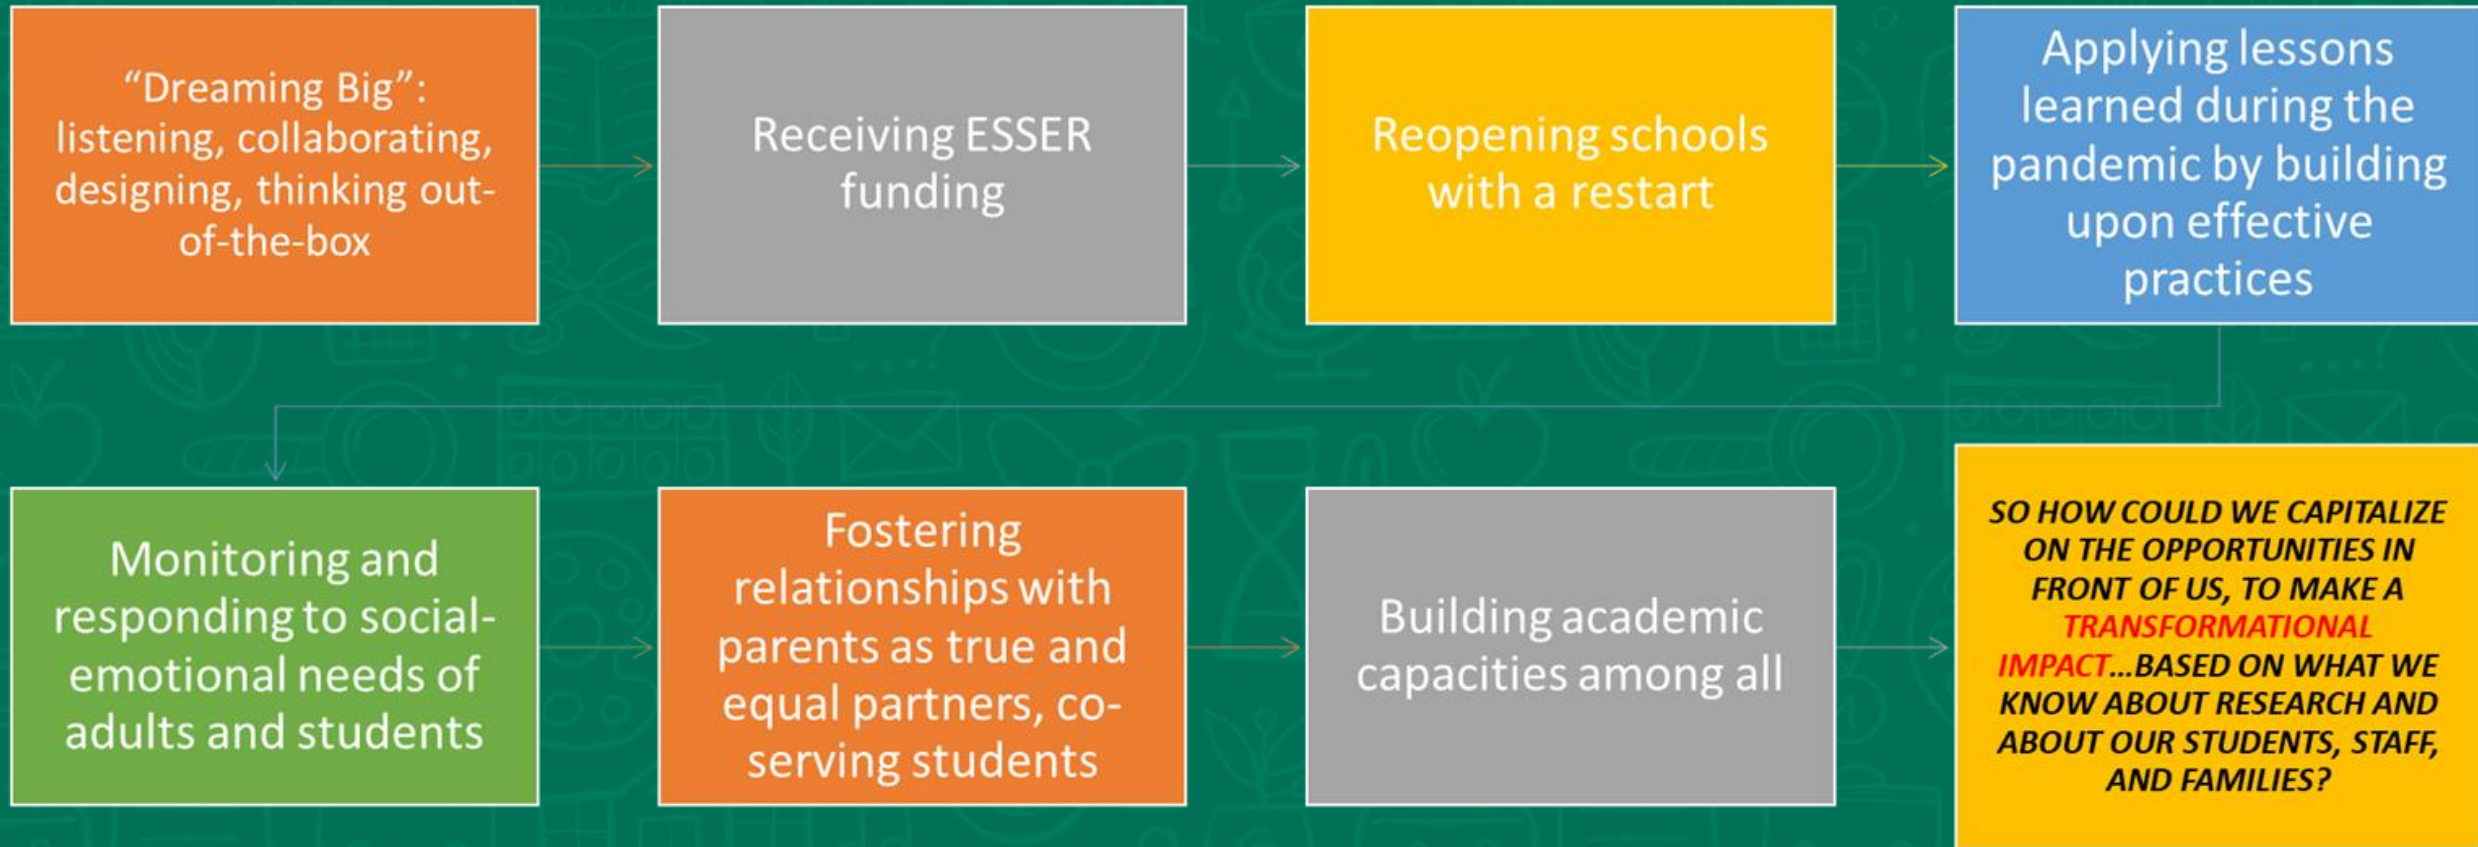 “Dreaming Big”:
listening, collaborating,
designing, thinking out-
of-the-box
Receiving ESSER
funding
Reopening schools
with a restart
Applying lessons
learned during the
pandemic by building
upon effective
practices
Monitoring and
responding to social-
emotional needs of
adults and students
Fostering
relationships with
parents as true and
equal partners, co-
serving students
Building academic
capacities among all
SO HOW COULD WE CAPITALIZE
ON THE OPPORTUNITIES IN
FRONT OF US, TO MAKE A
TRANSFORMATIONAL
IMPACT...BASED ON WHAT WE
KNOW ABOUT RESEARCH AND
ABOUT OUR STUDENTS, STAFF,
AND FAMILIES?